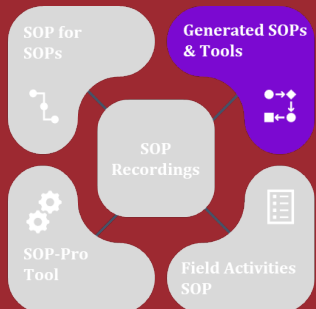 SOP for
SOPs
Generated SOPs
& Tools
SOP
Recordings
SOP-Pro
Tool
Field Activities
SOP